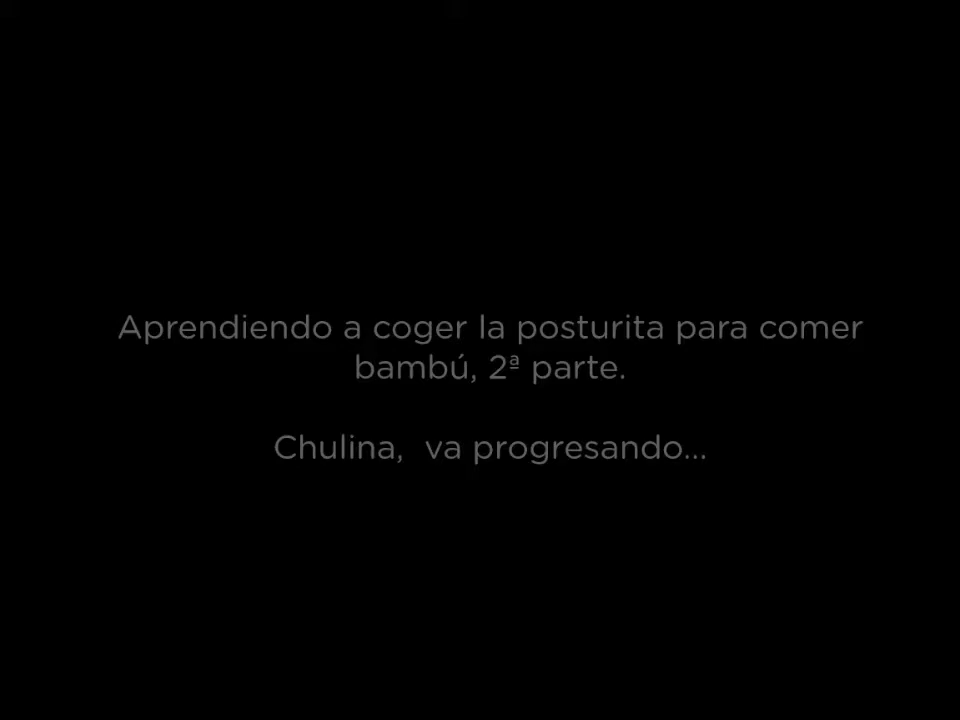 Aprendiendo a coger la posturita para comer
bambú, 2ª parte.
Chulina,  va progresando...